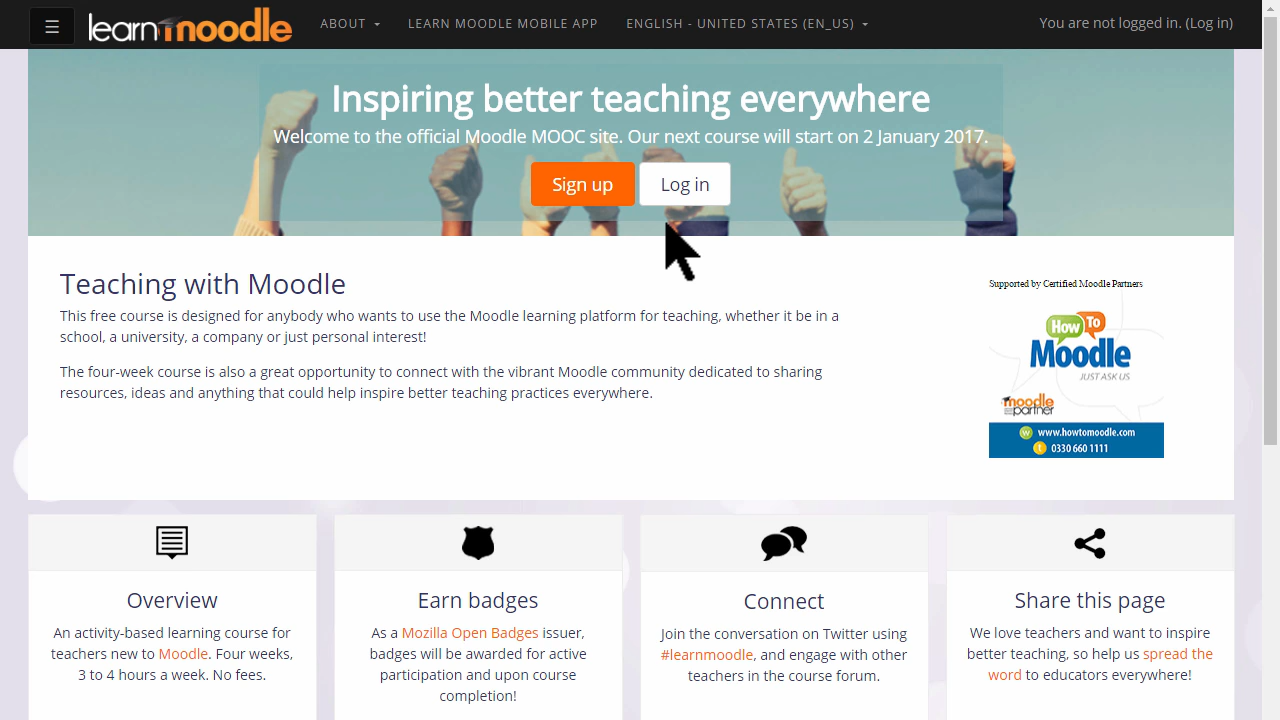 learn moodle
ABOUT
LEARN MOODLE MOBILE APP
ENGLISH - UNITED STATES (EN_US)
You are not logged in. (Log in)
Inspiring better teaching everywhere
Welcome to the official Moodle MOOC site. Our next course will start on 2 January 2017.
Sign up
Log in
Teaching with Moodle
This free course is designed for anybody who wants to use the Moodle learning platform for teaching, whether it be in a
school, a university, a company or just personal interest!
The four-week course is also a great opportunity to connect with the vibrant Moodle community dedicated to sharing
resources, ideas and anything that could help inspire better teaching practices everywhere.
Supported by Certified Moodle Partners
How To
Moodle
JUST ASK US
moodle
partner
w www.howtomoodle.com
t 0330 660 1111
Overview
An activity-based learning course for
teachers new to Moodle. Four weeks,
3 to 4 hours a week. No fees.
Earn badges
As a Mozilla Open Badges issuer,
badges will be awarded for active
participation and upon course
completion!
Connect
Join the conversation on Twitter using
#learnmoodle, and engage with other
teachers in the course forum.
Share this page
We love teachers and want to inspire
better teaching, so help us spread the
word to educators everywhere!